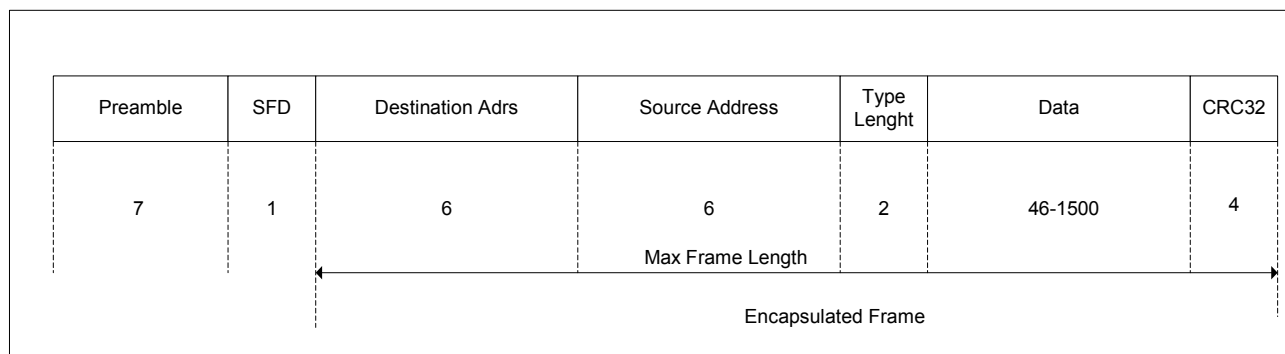 Preamble
SFD
Destination Adrs
Source Address
Type
Lenght
Data
CRC32
7
1
6
6
2
46-1500
4
Max Frame Length
Encapsulated Frame